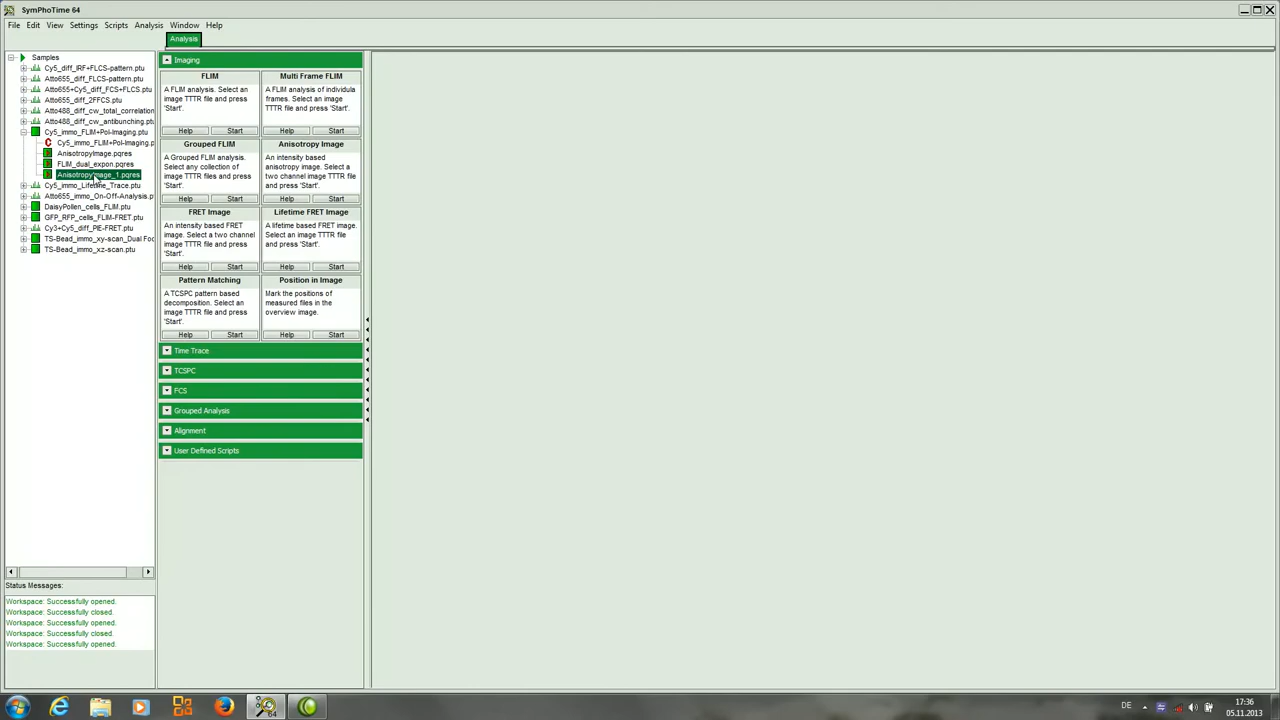 SymPhoTime 64
File Edit View Settings Scripts Analysis Window Help
Analysis
Samples
Cy5_diff_IRF+FLCS-pattern.ptu
Atto655_diff_FLCS-pattern.ptu
Atto655+Cy5_diff_FCS+FLCS.ptu
Atto655_diff_2FFCS.ptu
Atto488_diff_cw_total_correlation
Atto488_diff_cw_antibunching.ptu
Cy5_immo_FLIM+Pol-Imaging.ptu
Cy5_immo_FLIM+Pol-Imaging.p
AnisotropyImage.pqres
FLIM_dual_expon.pqres
AnisotropyImage_1.pqres
Cy5_immo_Lifetime_Trace.ptu
Atto655_immo_On-Off-Analysis.pt
DaisyPollen_cells_FLIM.ptu
GFP_RFP_cells_FLIM-FRET.ptu
Cy3+Cy5_diff_PIE-FRET.ptu
TS-Bead_immo_xy-scan_Dual Foc
TS-Bead_immo_xz-scan.ptu
Status Messages:
Workspace: Successfully opened.
Workspace: Successfully closed.
Workspace: Successfully opened.
Workspace: Successfully closed.
Workspace: Successfully opened.
Imaging
FLIM
A FLIM analysis. Select an
image TTTR file and press
'Start'.
Help Start
Multi Frame FLIM
A FLIM analysis of individula
frames. Select an image
TTTR file and press 'Start'.
Help Start
Grouped FLIM
A Grouped FLIM analysis.
Select any collection of
image TTTR files and press
'Start'.
Help Start
Anisotropy Image
An intensity based
anisotropy image. Select a
two channel image TTTR
file and press 'Start'.
Help Start
FRET Image
An intensity based FRET
image. Select a two channel
image TTTR file and press
'Start'.
Help Start
Lifetime FRET Image
A lifetime based FRET image.
Select an image TTTR file
and press 'Start'.
Help Start
Pattern Matching
A TCSPC pattern based
decomposition. Select an
image TTTR file and press
'Start'.
Help Start
Position in Image
Mark the positions of
measured files in the
overview image.
Help Start
Time Trace
TCSPC
FCS
Grouped Analysis
Alignment
User Defined Scripts
64
DE
17:36
05.11.2013